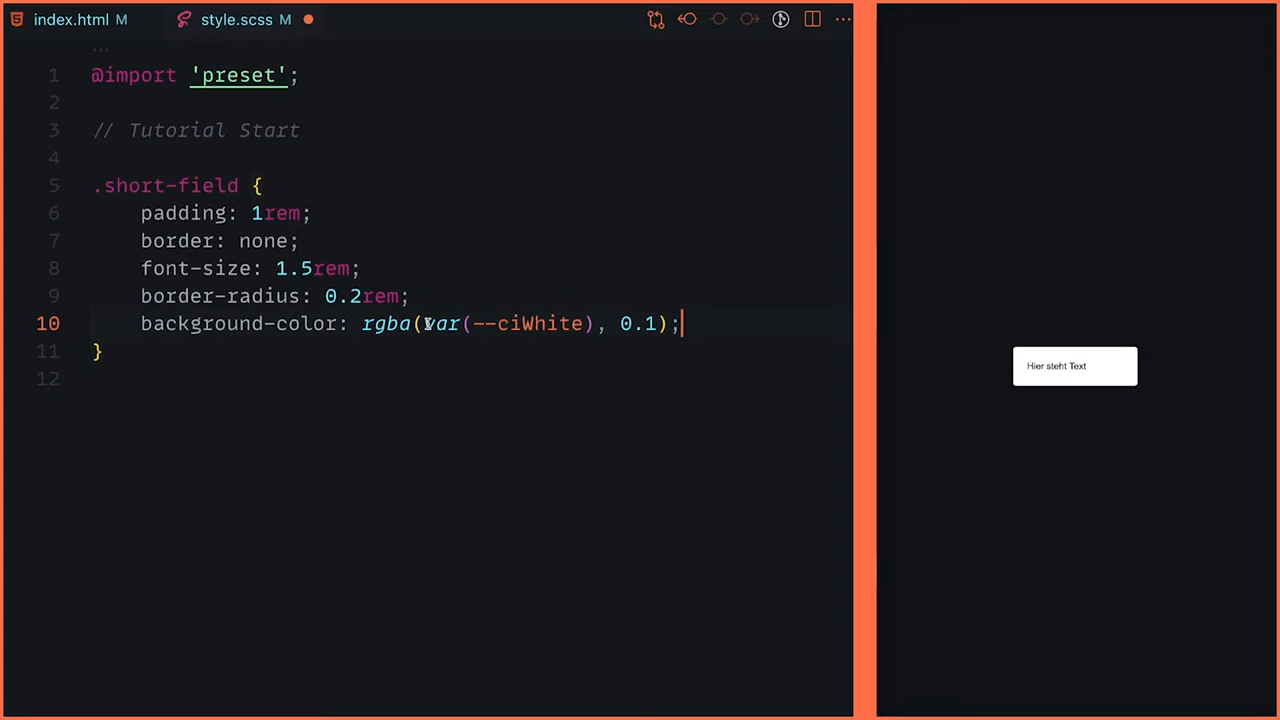 index.html M
style.scss M
...
1 @import 'preset';
2
3 // Tutorial Start
4
5 .short-field {
6 padding: 1rem;
7 border: none;
8 font-size: 1.5rem;
9 border-radius: 0.2rem;
10 background-color: rgba(var(--ciWhite), 0.1);
11 }
12
Hier steht Text